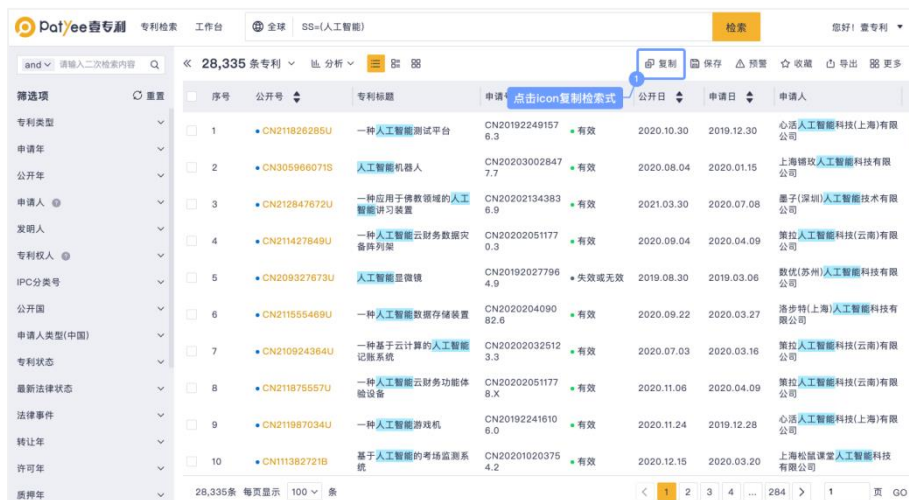 PatYee壹专利 专利检索 工作台 全球 SS=(人工智能) 检索 您好! 壹专利
and 请输入二次检索内容 28,335 条专利 分析 复制 保存 预警 收藏 导出 更多
1
点击icon复制检索式
筛选项 重置
专利类型
申请年
公开年
申请人
发明人
专利权人
IPC分类号
公开国
申请人类型(中国)
专利状态
最新法律状态
法律事件
转让年
许可年
质押年
序号 公开号 专利标题 公开日 申请日 申请人
1 CN211826285U 一种人工智能测试平台 CN20192249157 有效 2020.10.30 2019.12.30 心活人工智能科技(上海)有限
6.3 公司
2 CN305966071S 人工智能机器人 CN20203002847 有效 2020.08.04 2020.01.15 上海锢玫人工智能科技有限
7.7 公司
3 CN212847672U 一种应用于佛教领域的人工 CN20202134383 有效 2021.03.30 2020.07.08 墨子(深圳)人工智能技术有限
智能讲习装置 6.9 公司
4 CN211427849U 一种人工智能云财务数据灾 CN20202051177 有效 2020.09.04 2020.04.09 策拉人工智能科技(云南)有限
备阵列架 0.3 公司
5 CN209327673U 人工智能显微镜 CN20192027796 失效或无效 2019.08.30 2019.03.06 数优(苏州)人工智能科技有限
4.9 公司
6 CN211555469U 一种人工智能数据存储装置 CN2020204090 有效 2020.09.22 2020.03.27 洛步特(上海)人工智能科技有
82.6 限公司
7 CN210924364U 一种基于云计算的人工智能 CN20202032512 有效 2020.07.03 2020.03.16 策拉人工智能科技(云南)有限
记账系统 3.3 公司
8 CN211875557U 一种人工智能云财务功能体 CN20202051177 有效 2020.11.06 2020.04.09 策拉人工智能科技(云南)有限
验设备 8.X 公司
9 CN211987034U 一种人工智能游戏机 CN20192241610 有效 2020.11.24 2019.12.28 心活人工智能科技(上海)有限
6.0 公司
10 CN111382721B 基于人工智能的考场监测系 CN20201020375 有效 2020.12.15 2020.03.20 上海松鼠课堂人工智能科技
统 4.2 有限公司
28,335条 每页显示 100 条 1 2 3 4 ... 284 1 页 GO